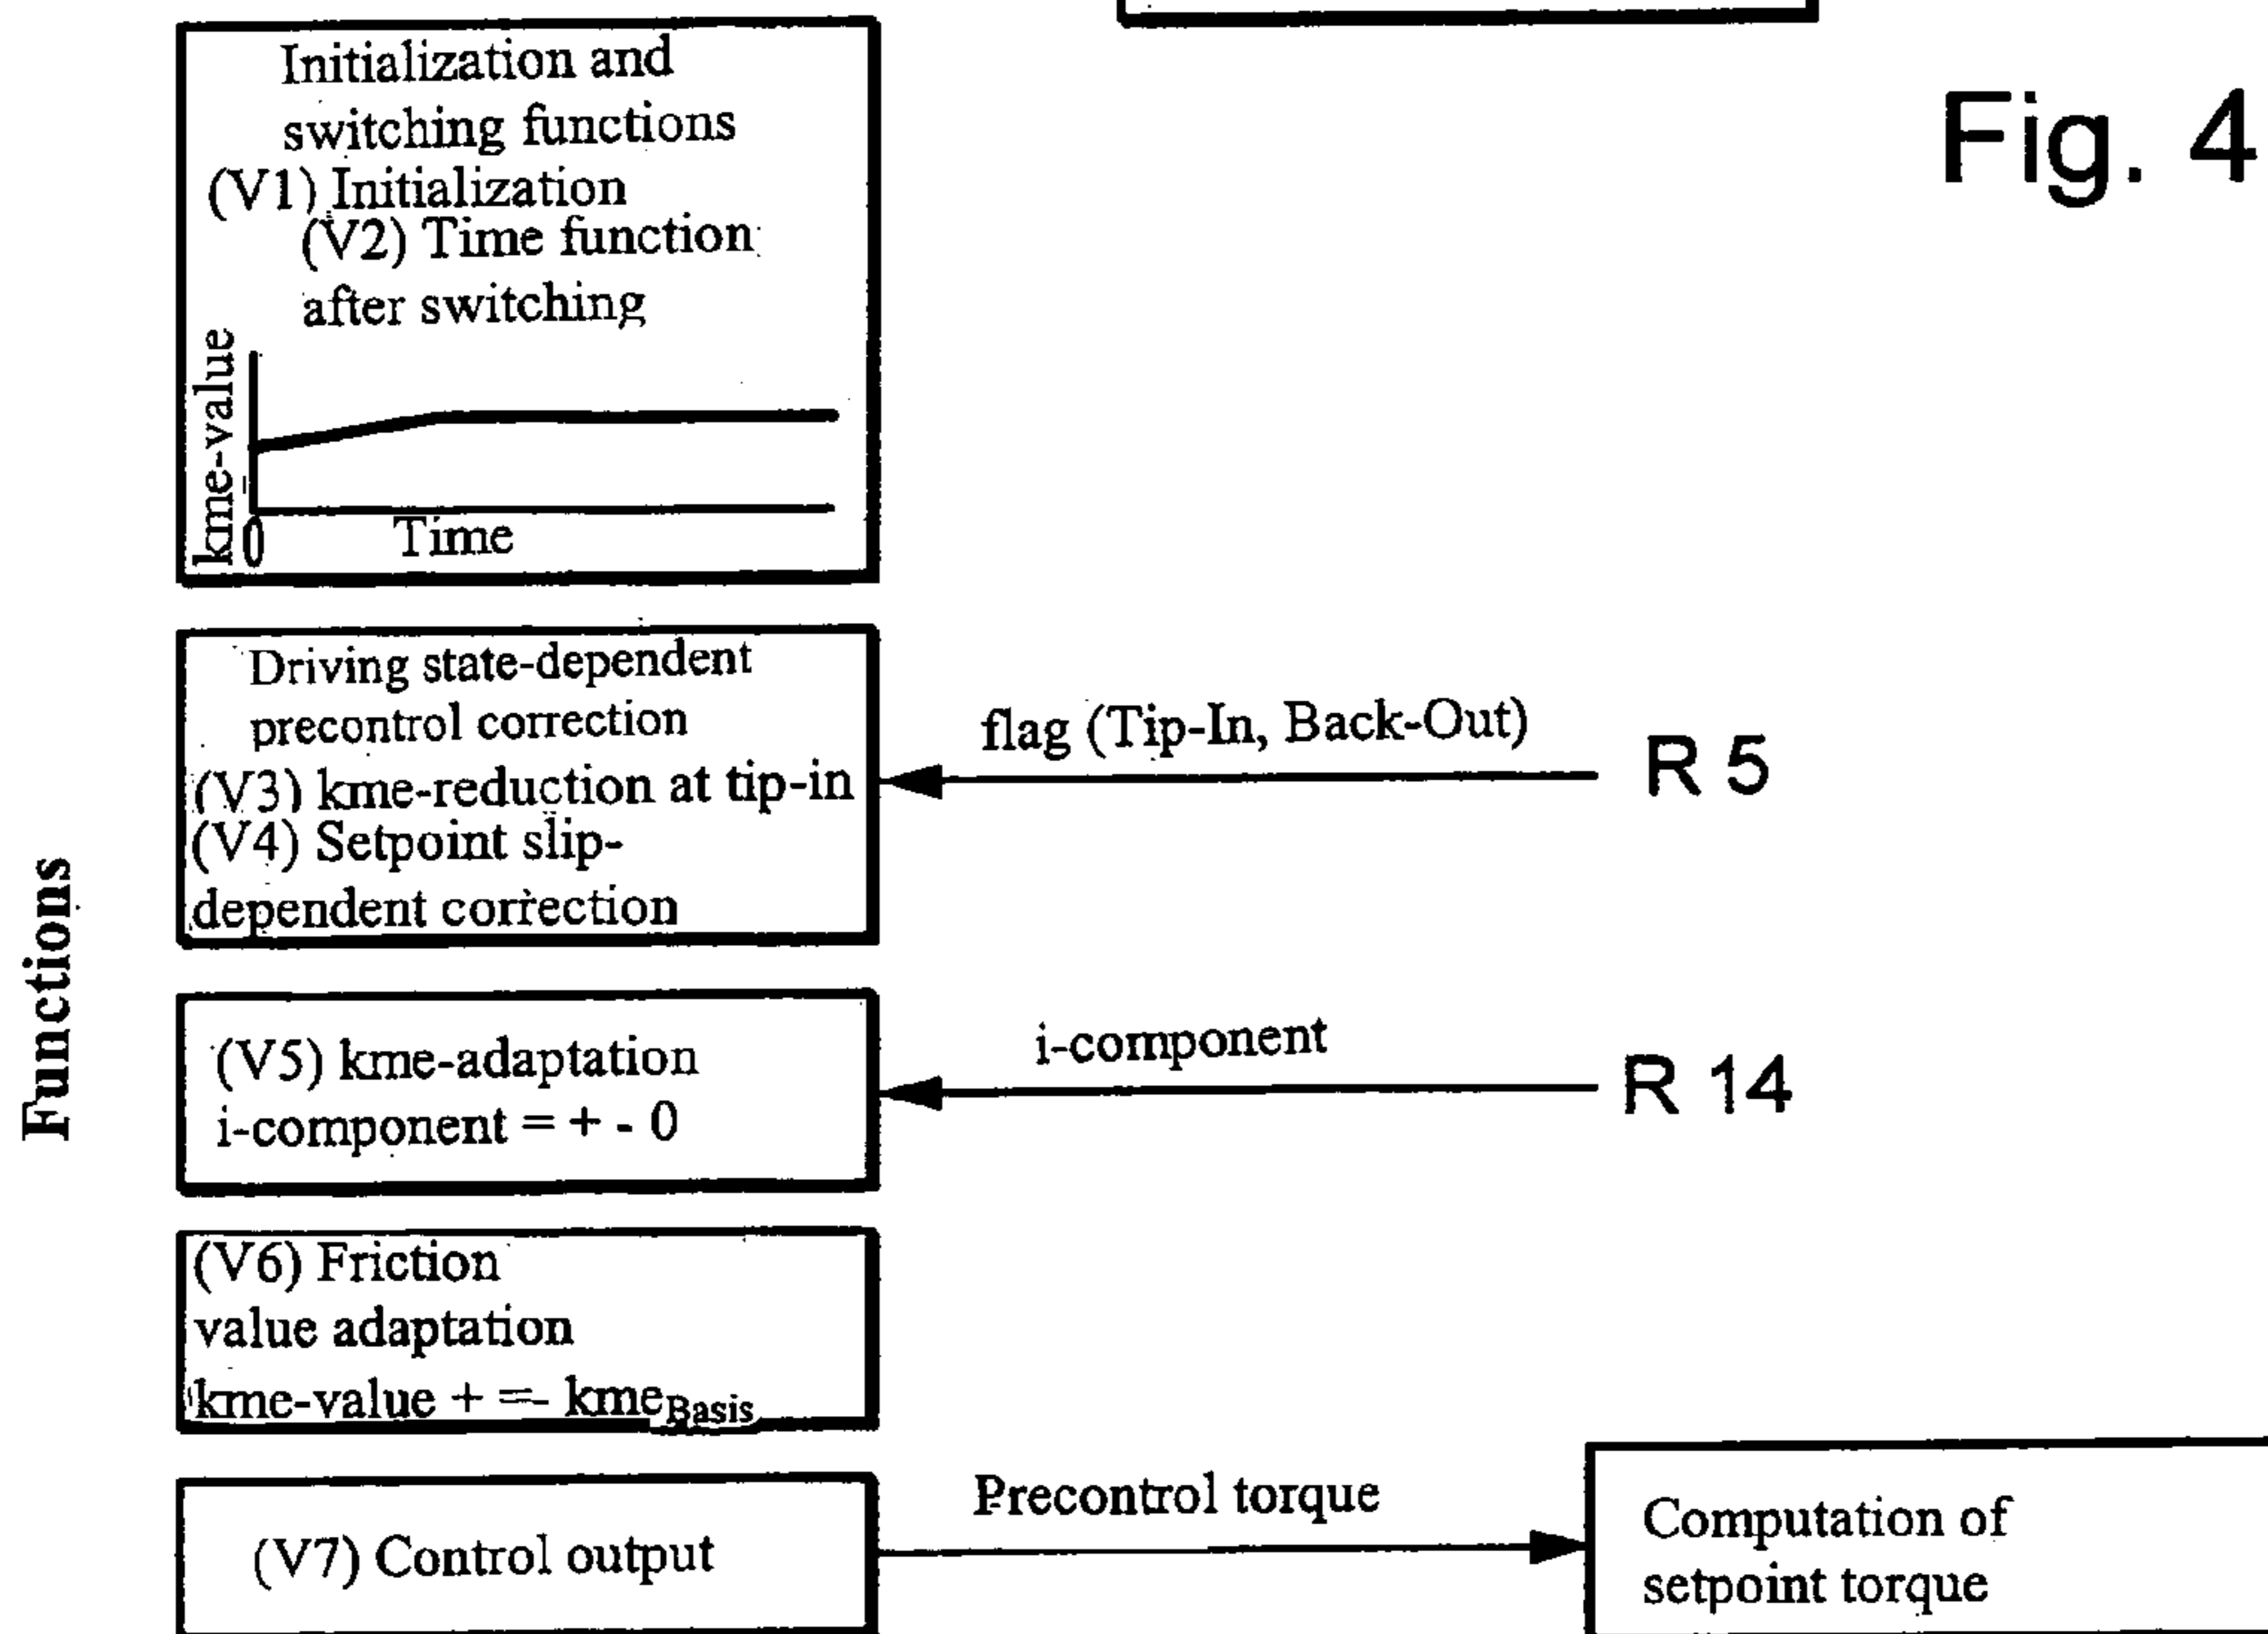 Fig. 4
Functions
Initialization and
switching functions
(V1) Initialization
(V2) Time function
after switching
kme-value
0
Time
Driving state-dependent
precontrol correction
(V3) kme-reduction at tip-in
(V4) Setpoint slip-
dependent correction
flag (Tip-In, Back-Out)
R 5
(V5) kme-adaptation
i-component = + - 0
i-component
R 14
(V6) Friction
value adaptation
kme-value + =- kmeBasis
(V7) Control output
Precontrol torque
Computation of
setpoint torque